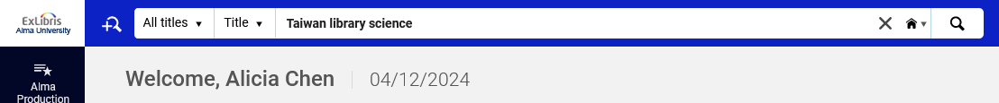 ExLibris
Alma University
All titles
Title
Taiwan library science
Alma
Production
Welcome, Alicia Chen
04/12/2024